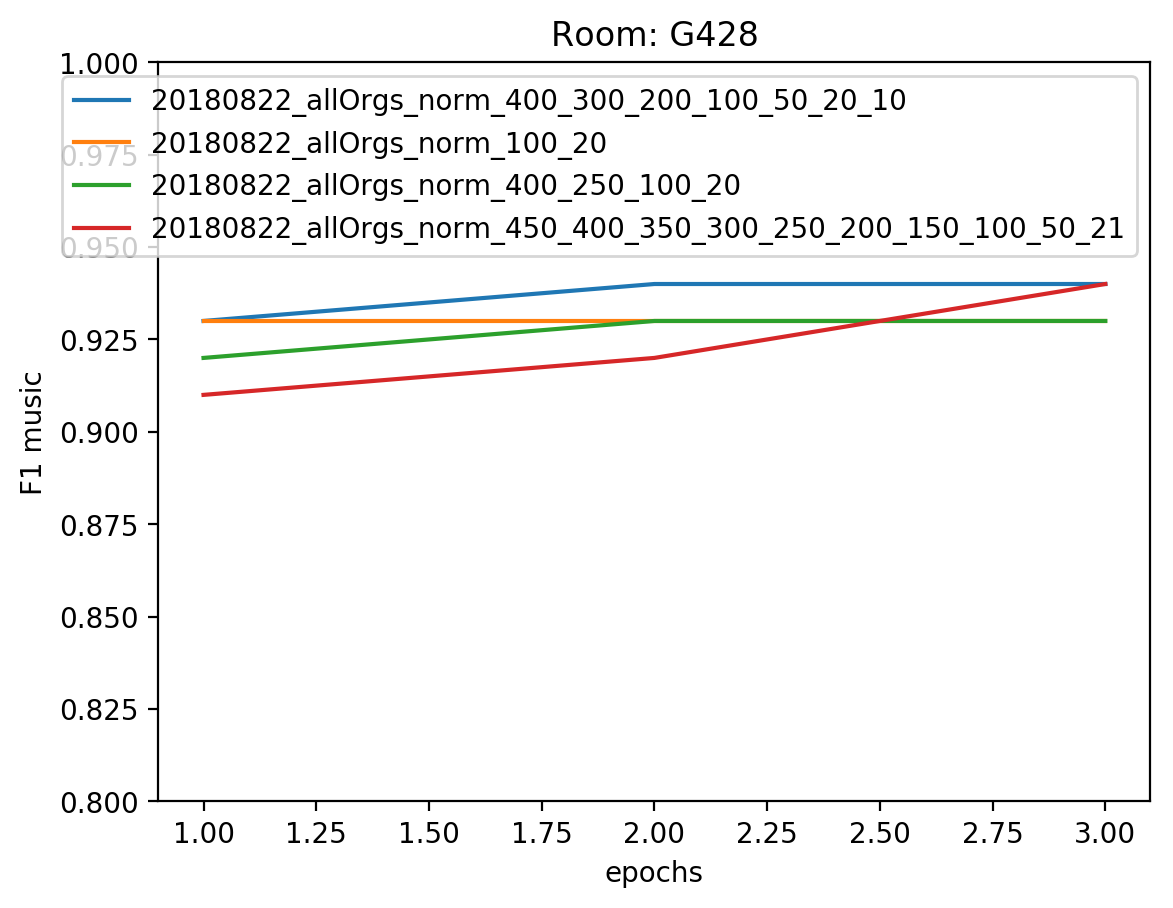 Room: G428
1.000
0.975
0.950
0.925
0.900
0.875
0.850
0.825
0.800
F1 music
20180822_allOrgs_norm_400_300_200_100_50_20_10
20180822_allOrgs_norm_100_20
20180822_allOrgs_norm_400_250_100_20
20180822_allOrgs_norm_450_400_350_300_250_200_150_100_50_21
1.00 1.25 1.50 1.75 2.00 2.25 2.50 2.75 3.00
epochs